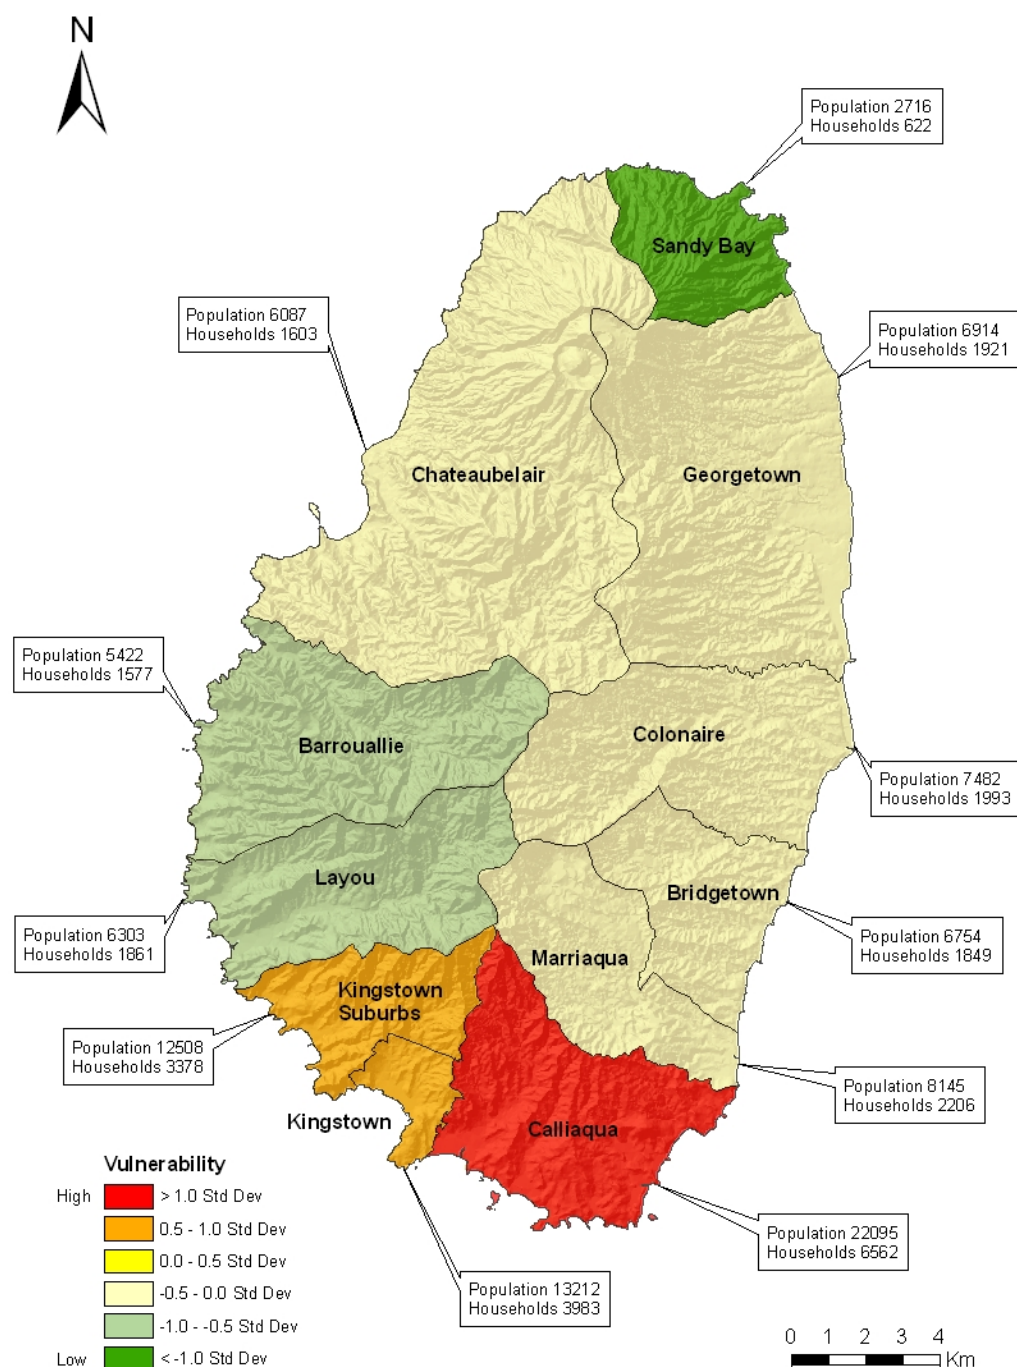 N
Population 2716
Households 622
Sandy Bay
Population 6087
Households 1603
Population 6914
Households 1921
Chateaubelair
Georgetown
Population 5422
Households 1577
Barrouallie
Colonaire
Population 7482
Households 1993
Layou
Bridgetown
Population 6303
Households 1861
Marriaqua
Population 6754
Households 1849
Kingstown
Suburbs
Population 12508
Households 3378
Population 8145
Households 2206
Kingstown
Calliaqua
Vulnerability
High
> 1.0 Std Dev
0.5 - 1.0 Std Dev
0.0 - 0.5 Std Dev
-0.5 - 0.0 Std Dev
-1.0 - -0.5 Std Dev
Low
< -1.0 Std Dev
Population 22095
Households 6562
Population 13212
Households 3983
0 1 2 3 4
Km